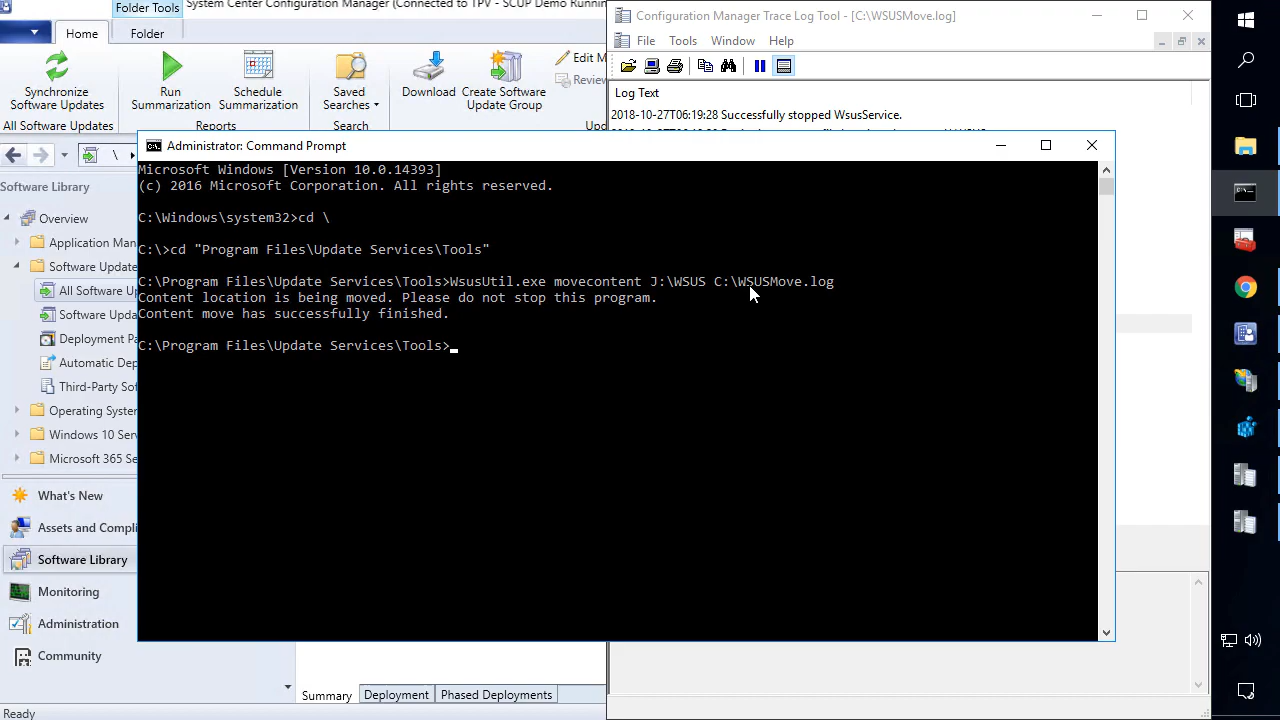 Folder Tools
System Center Configuration Manager (Connected to TPV - SCUP Demo Runnin
Home
Folder
Synchronize
Software Updates
Run
Summarization
Schedule
Summarization
Saved
Searches
Download
Create Software
Update Group
Edit M
Review
All Software Updates
Reports
Search
Upd
\
Software Library
Overview
Application Man
Software Update
All Software Up
Software Updat
Deployment Pa
Automatic Dep
Third-Party Sof
Operating System
Windows 10 Serv
Microsoft 365 Se
What's New
Assets and Compli
Software Library
Monitoring
Administration
Community
Ready
Summary
Deployment
Phased Deployments
Configuration Manager Trace Log Tool - [C:\WSUSMove.log]
File Tools Window Help
Log Text
2018-10-27T06:19:28 Successfully stopped WsusService.
Administrator: Command Prompt
Microsoft Windows [Version 10.0.14393]
(c) 2016 Microsoft Corporation. All rights reserved.
C:\Windows\system32>cd \
C:\>cd "Program Files\Update Services\Tools"
C:\Program Files\Update Services\Tools>WsusUtil.exe movecontent J:\WSUS C:\WSUSMove.log
Content location is being moved. Please do not stop this program.
Content move has successfully finished.
C:\Program Files\Update Services\Tools>